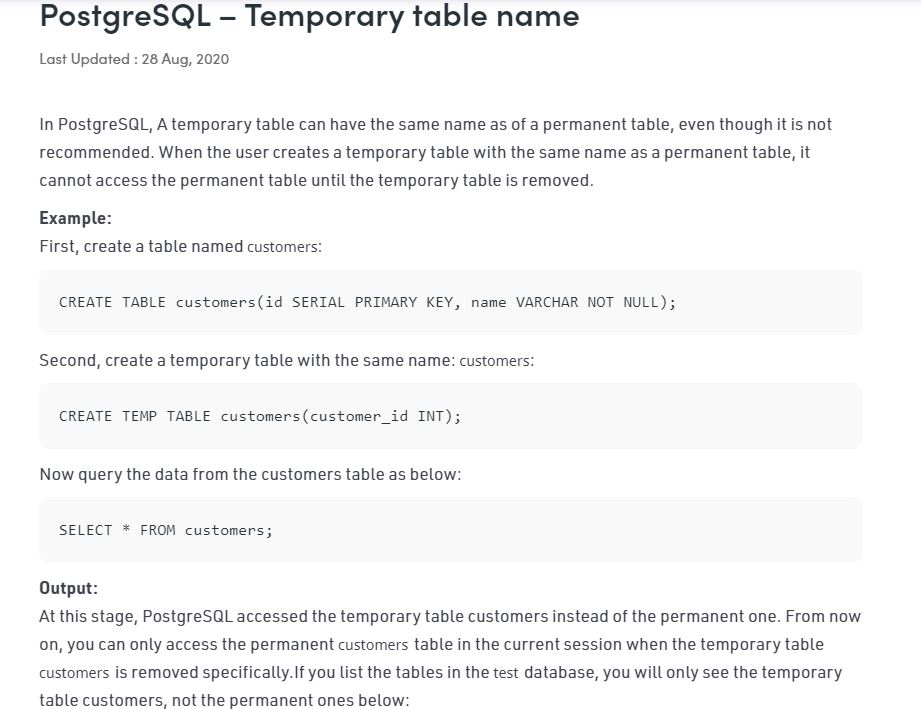 PostgreSQL – Temporary table name
Last Updated : 28 Aug, 2020
In PostgreSQL, A temporary table can have the same name as of a permanent table, even though it is not
recommended. When the user creates a temporary table with the same name as a permanent table, it
cannot access the permanent table until the temporary table is removed.
Example:
First, create a table named customers:
CREATE TABLE customers(id SERIAL PRIMARY KEY, name VARCHAR NOT NULL);
Second, create a temporary table with the same name: customers:
CREATE TEMP TABLE customers(customer_id INT);
Now query the data from the customers table as below:
SELECT * FROM customers;
Output:
At this stage, PostgreSQL accessed the temporary table customers instead of the permanent one. From now
on, you can only access the permanent customers table in the current session when the temporary table
customers is removed specifically.If you list the tables in the test database, you will only see the temporary
table customers, not the permanent ones below: